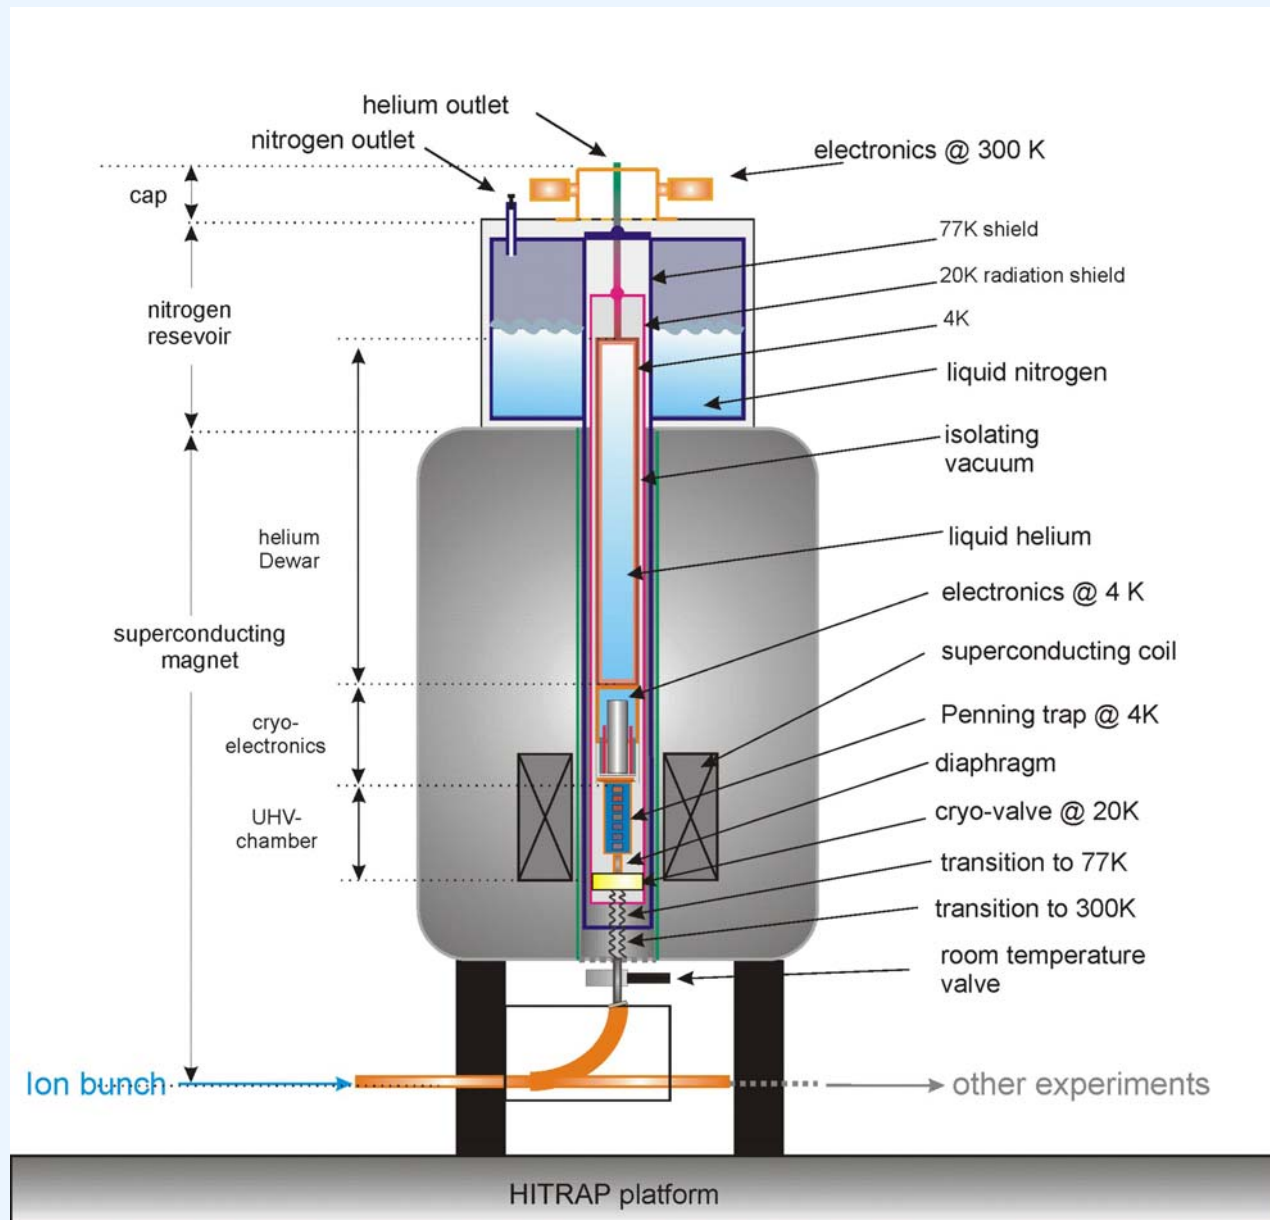 helium outlet
nitrogen outlet
electronics @ 300 K
cap
77K shield
20K radiation shield
nitrogen
resevoir
4K
liquid nitrogen
isolating
vacuum
helium
Dewar
liquid helium
electronics @ 4 K
superconducting
magnet
superconducting coil
cryo-
electronics
Penning trap @ 4K
diaphragm
UHV-
chamber
cryo-valve @ 20K
transition to 77K
transition to 300K
room temperature
valve
Ion bunch
other experiments
HITRAP platform